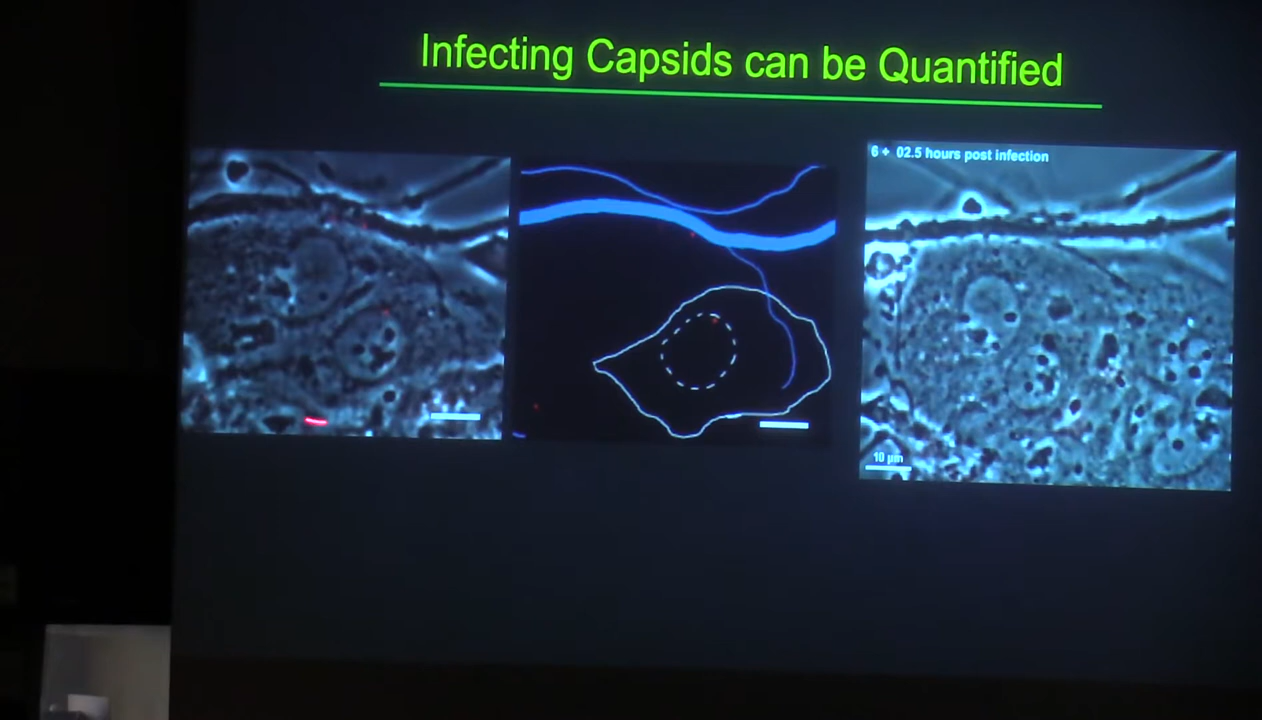 Infecting Capsids can be Quantified
6 + 02.5 hours post infection
10 µm